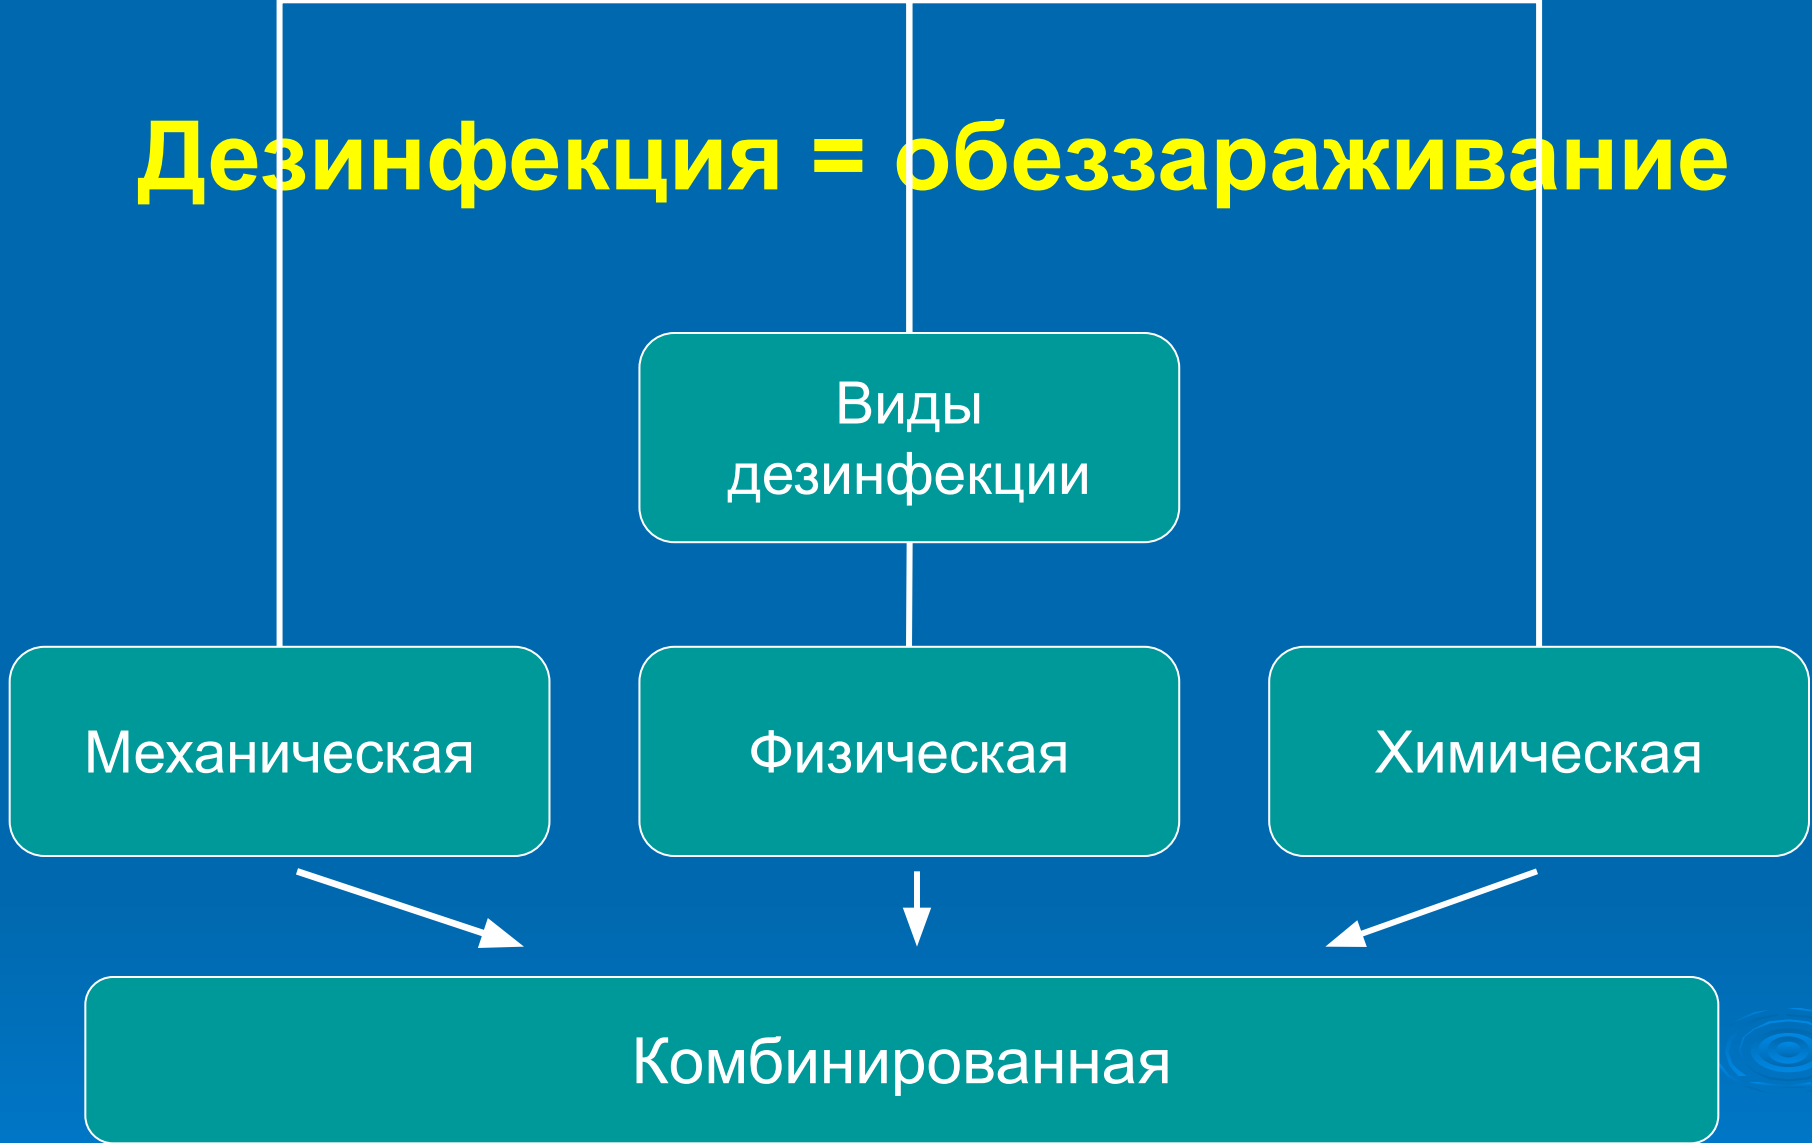 Дезинфекция = обеззараживание
Виды
дезинфекции
Механическая
Физическая
Химическая
Комбинированная